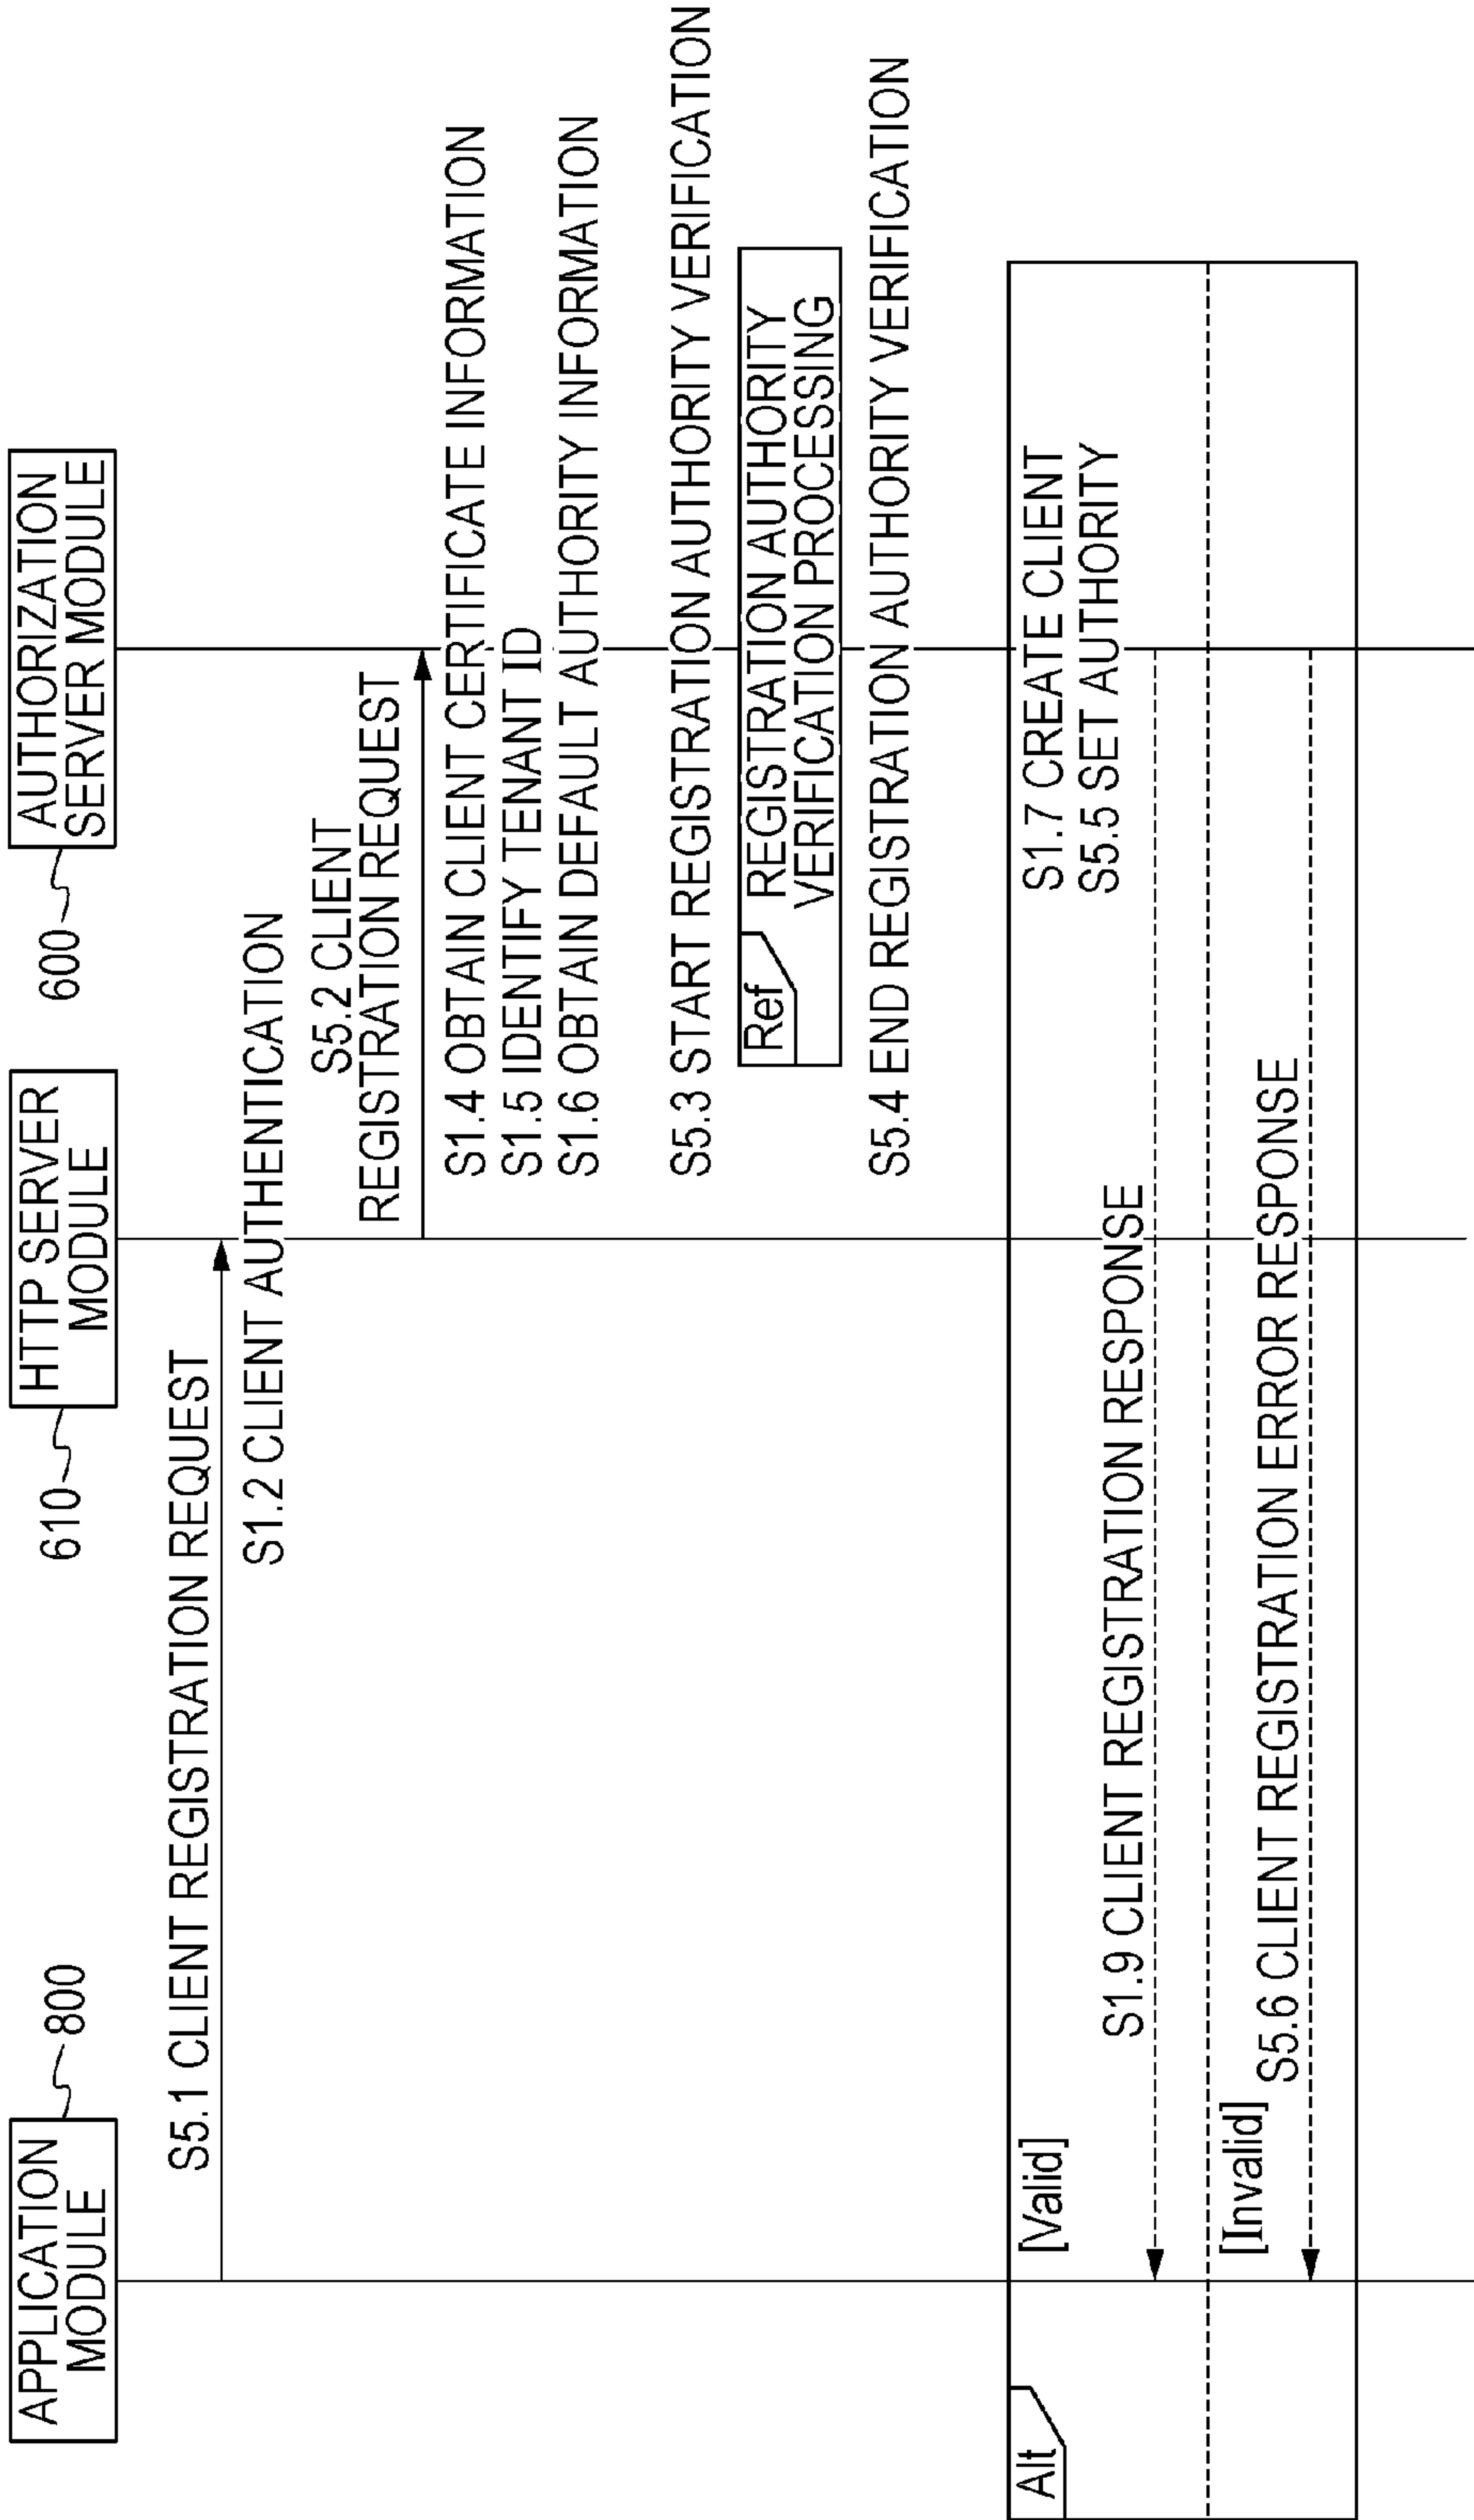 APPLICATION
MODULE
800
610
HTTP SERVER
MODULE
600
AUTHORIZATION
SERVER MODULE
S5.1 CLIENT REGISTRATION REQUEST
S1.2 CLIENT AUTHENTICATION
S5.2 CLIENT
REGISTRATION REQUEST
S1.4 OBTAIN CLIENT CERTIFICATE INFORMATION
S1.5 IDENTIFY TENANT ID
S1.6 OBTAIN DEFAULT AUTHORITY INFORMATION
S5.3 START REGISTRATION AUTHORITY VERIFICATION
Ref
REGISTRATION AUTHORITY
VERIFICATION PROCESSING
S5.4 END REGISTRATION AUTHORITY VERIFICATION
Alt
[Valid]
S1.7 CREATE CLIENT
S5.5 SET AUTHORITY
S1.9 CLIENT REGISTRATION RESPONSE
[Invalid]
S5.6 CLIENT REGISTRATION ERROR RESPONSE